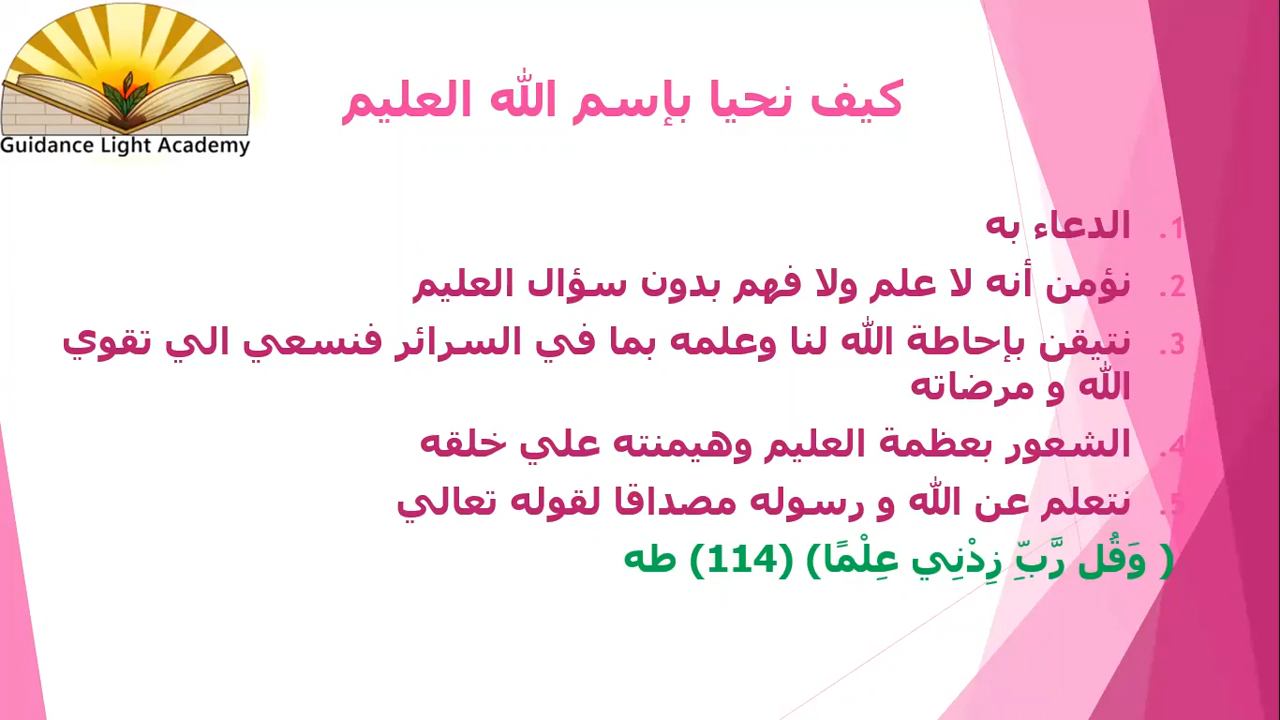 Guidance Light Academy
كيف نحيا بإسم الله العليم
1. الدعاء به
2. نؤمن أنه لا علم ولا فهم بدون سؤال العليم
3. نتيقن بإحاطة الله لنا وعلمه بما في السرائر فنسعي الي تقوي
الله و مرضاته
4. الشعور بعظمة العليم وهيمنته علي خلقه
5. نتعلم عن الله و رسوله مصداقا لقوله تعالي
( وَقُل رَّبِّ زِدْنِي عِلْمًا) (114) طه